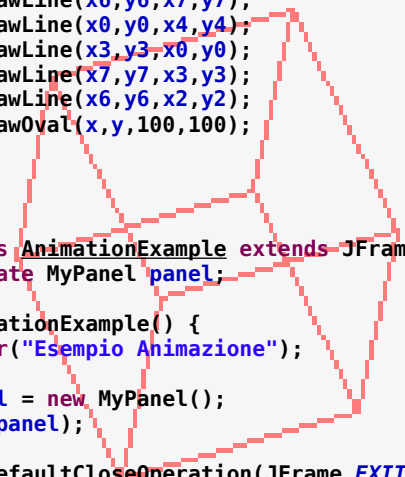 awLine(x6,y6,x7,y7);
awLine(x0,y0,x4,y4);
awLine(x3,y3,x0,y0);
awLine(x7,y7,x3,y3);
awLine(x6,y6,x2,y2);
awOval(x,y,100,100);
s AnimationExample extends JFram
ate MyPanel panel;
ationExample() {
r("Esempio Animazione");
l = new MyPanel();
panel);
efaultCloseOperation(JFrame.EXIT